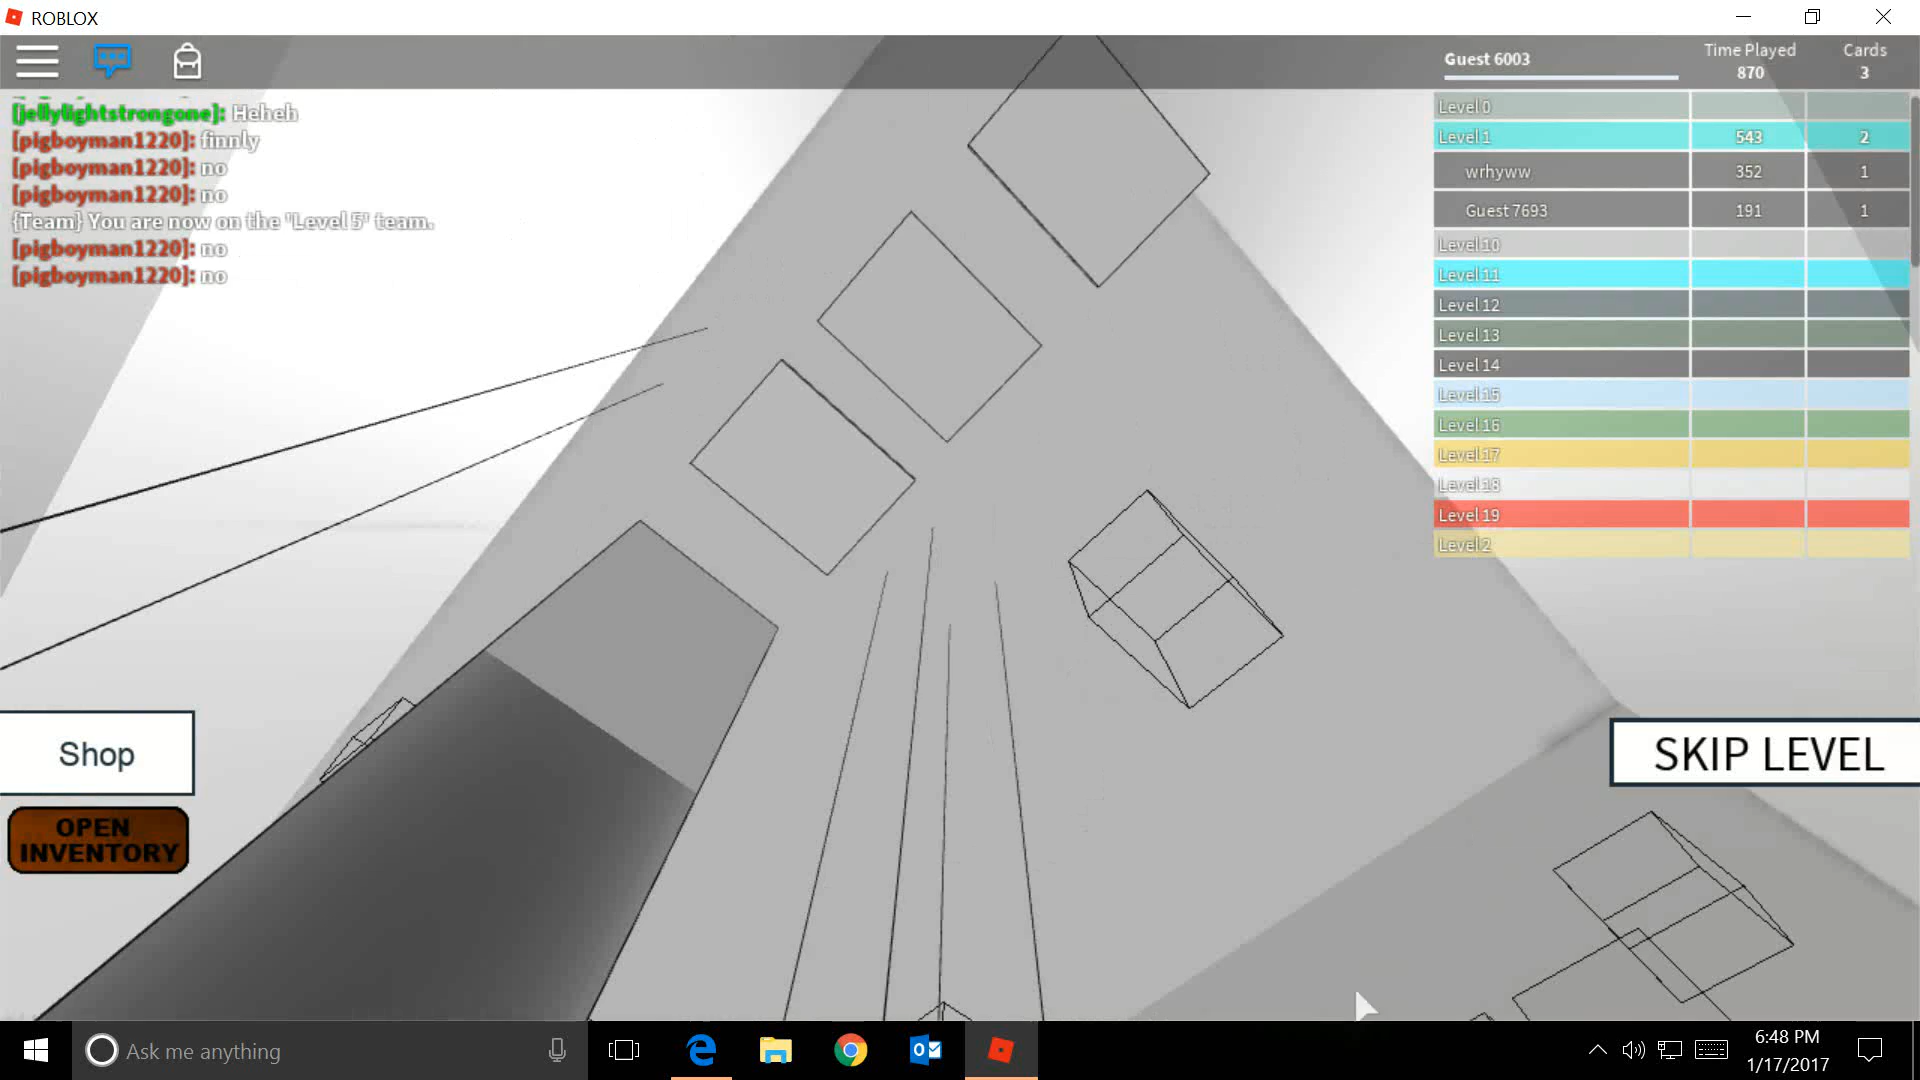 ROBLOX
Guest 6003
Time Played
870
Cards
3
[jellylightstrongone]: Heheh
[pigboyman1220]: finnly
[pigboyman1220]: no
[pigboyman1220]: no
{Team} You are now on the 'Level 5' team.
[pigboyman1220]: no
[pigboyman1220]: no
Level 0
Level 1 543 2
wrhyww 352 1
Guest 7693 191 1
Level 10
Level 11
Level 12
Level 13
Level 14
Level 15
Level 16
Level 17
Level 18
Level 19
Level 2
Shop
OPEN
INVENTORY
SKIP LEVEL
Ask me anything
6:48 PM
1/17/2017